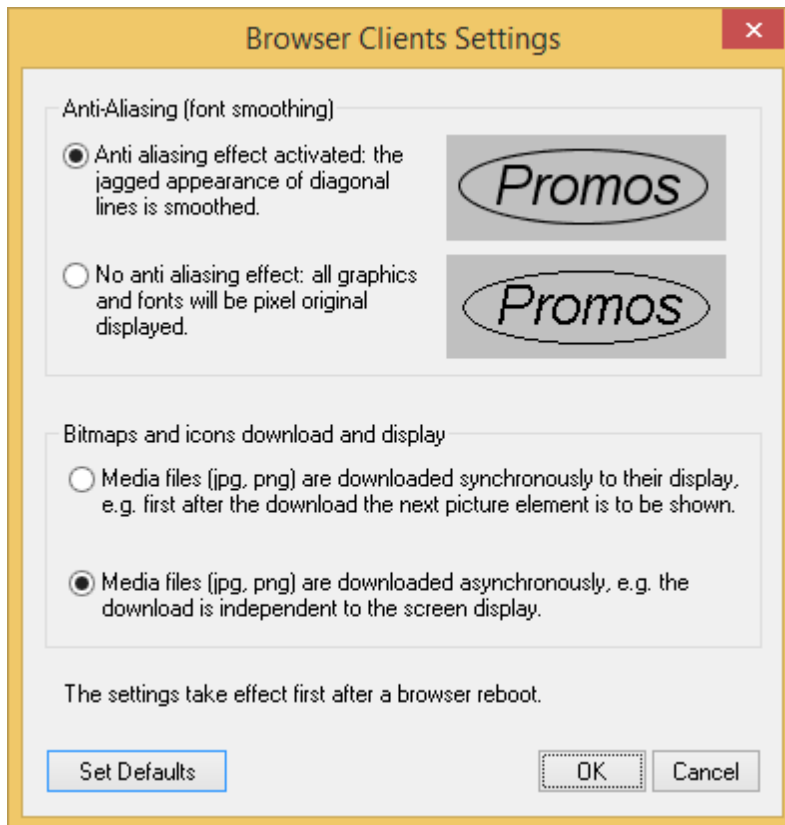 Browser Clients Settings
Anti-Aliasing (font smoothing)
Anti aliasing effect activated: the
jagged appearance of diagonal
lines is smoothed.
Promos
No anti aliasing effect: all graphics
and fonts will be pixel original
displayed.
Promos
Bitmaps and icons download and display
Media files (jpg, png) are downloaded synchronously to their display,
e.g. first after the download the next picture element is to be shown.
Media files (jpg, png) are downloaded asynchronously, e.g. the
download is independent to the screen display.
The settings take effect first after a browser reboot.
Set Defaults
OK
Cancel